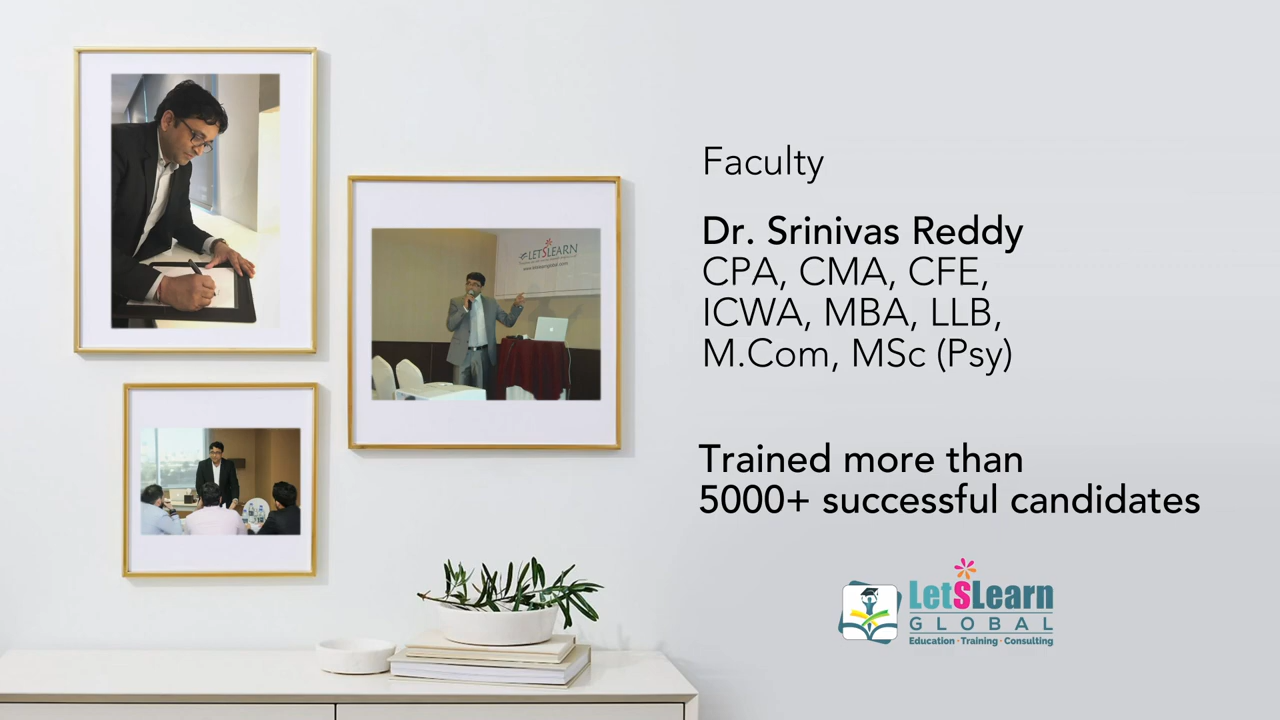 Faculty
Dr. Srinivas Reddy
CPA, CMA, CFE,
ICWA, MBA, LLB,
M.Com, MSc (Psy)
Trained more than
5000+ successful candidates
LetSLearn
GLOBAL
Education · Training · Consulting
LETSLEARN